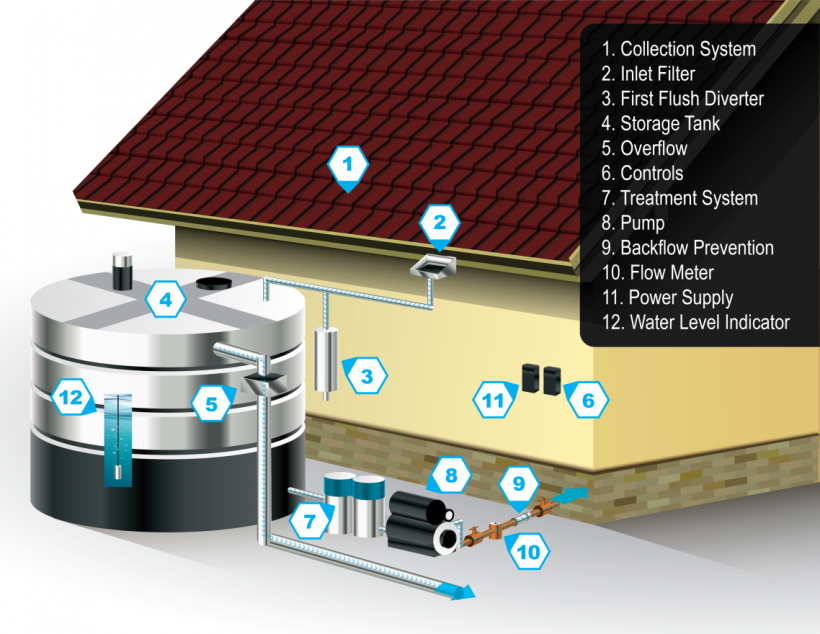 1. Collection System
2. Inlet Filter
3. First Flush Diverter
4. Storage Tank
5. Overflow
6. Controls
7. Treatment System
8. Pump
9. Backflow Prevention
10. Flow Meter
11. Power Supply
12. Water Level Indicator
1
2
4
3
12
5
11
6
8
9
7
10